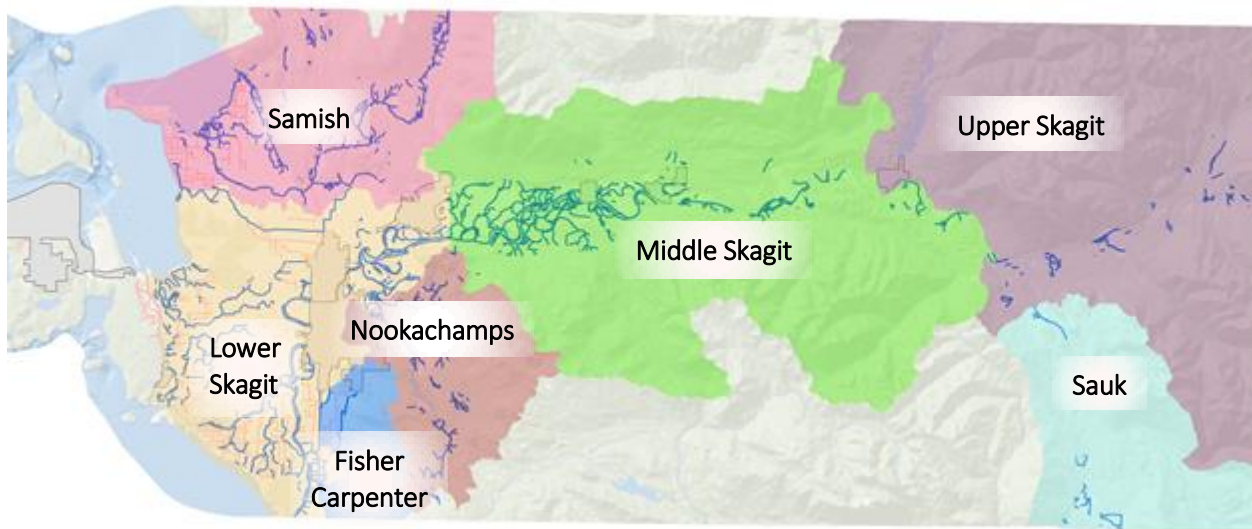 Samish
Upper Skagit
Middle Skagit
Nookachamps
Lower
Skagit
Sauk
Fisher
Carpenter